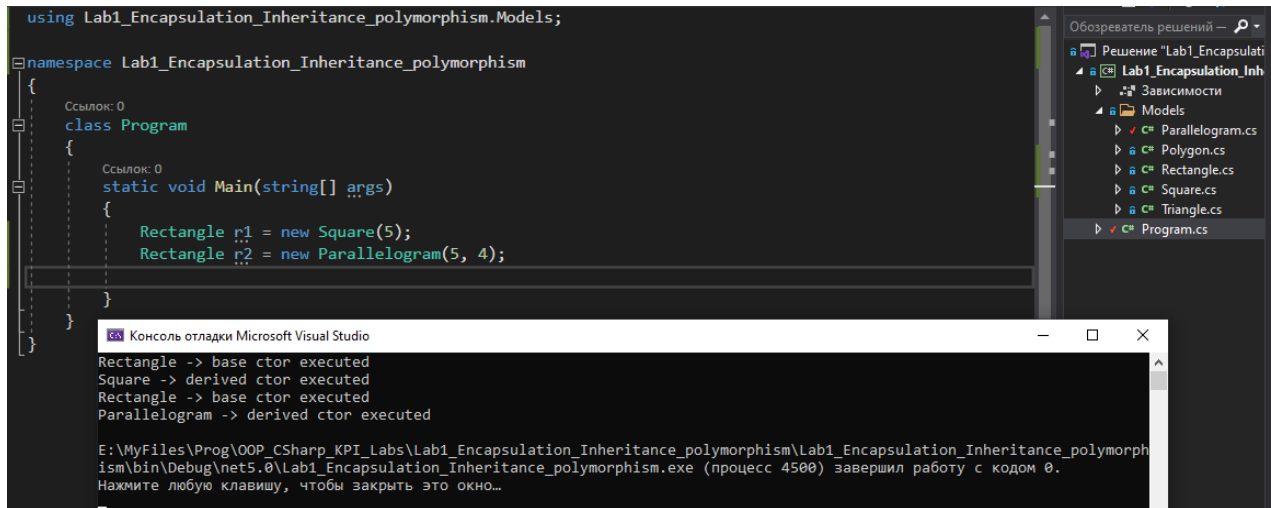 using Lab1_Encapsulation_Inheritance_polymorphism.Models;
namespace Lab1_Encapsulation_Inheritance_polymorphism
{
Ссылок: 0
class Program
{
Ссылок: 0
static void Main(string[] args)
{
Rectangle r1 = new Square(5);
Rectangle r2 = new Parallelogram(5, 4);
}
}
}
Обозреватель решений —
Решение "Lab1_Encapsulati
C# Lab1_Encapsulation_Inh
Зависимости
Models
C# Parallelogram.cs
C# Polygon.cs
C# Rectangle.cs
C# Square.cs
C# Triangle.cs
C# Program.cs
Консоль отладки Microsoft Visual Studio
Rectangle -> base ctor executed
Square -> derived ctor executed
Rectangle -> base ctor executed
Parallelogram -> derived ctor executed
E:\MyFiles\Prog\OOP_CSharp_KPI_Labs\Lab1_Encapsulation_Inheritance_polymorphism\Lab1_Encapsulation_Inheritance_polymorph
ism\bin\Debug\net5.0\Lab1_Encapsulation_Inheritance_polymorphism.exe (процесс 4500) завершил работу с кодом 0.
Нажмите любую клавишу, чтобы закрыть это окно…